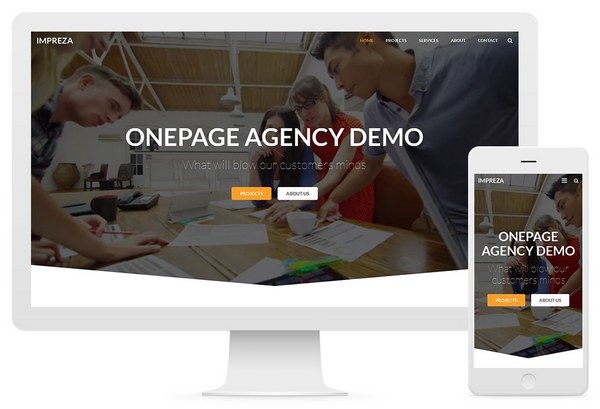 IMPREZA
HOME PROJECTS SERVICES ABOUT CONTACT
ONEPAGE AGENCY DEMO
What will blow our customers minds
PROJECTS ABOUT US
IMPREZA
ONEPAGE
AGENCY DEMO
What will blow our
customers minds
PROJECTS ABOUT US